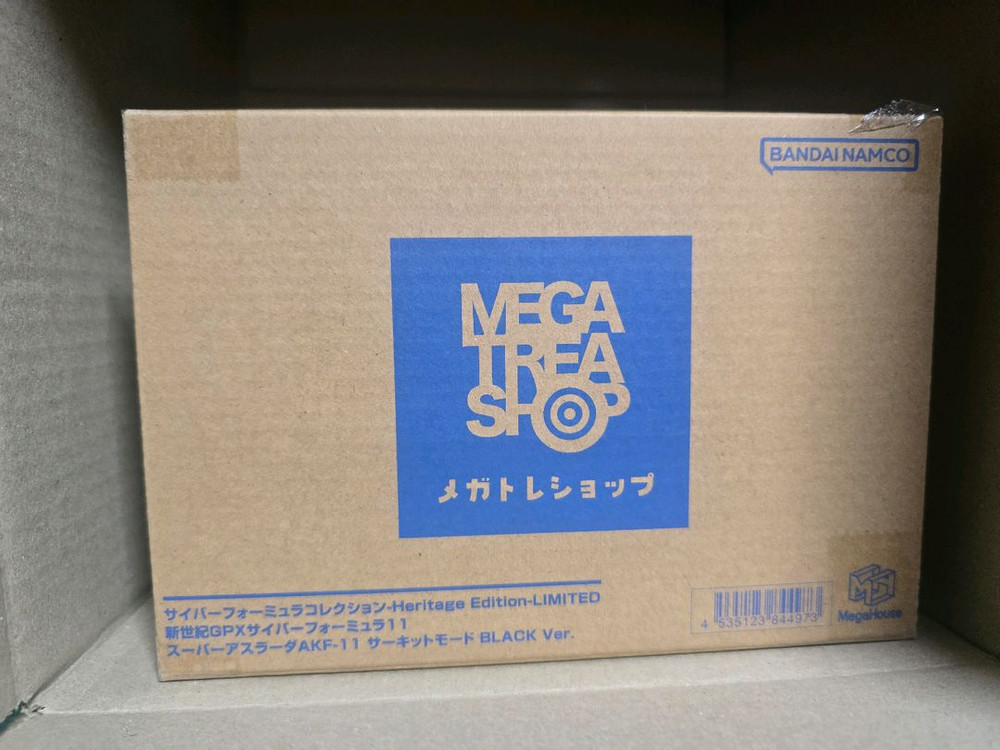 BANDAI NAMCO
MEGA
TREA
SHOP
メガトレショップ
サイバーフォーミュラコレクション-Heritage Edition-LIMITED
新世紀GPXサイバーフォーミュラ11
スーパーアスラーダAKF-11 サーキットモード BLACK Ver.
4 535123 844973
MegaHouse